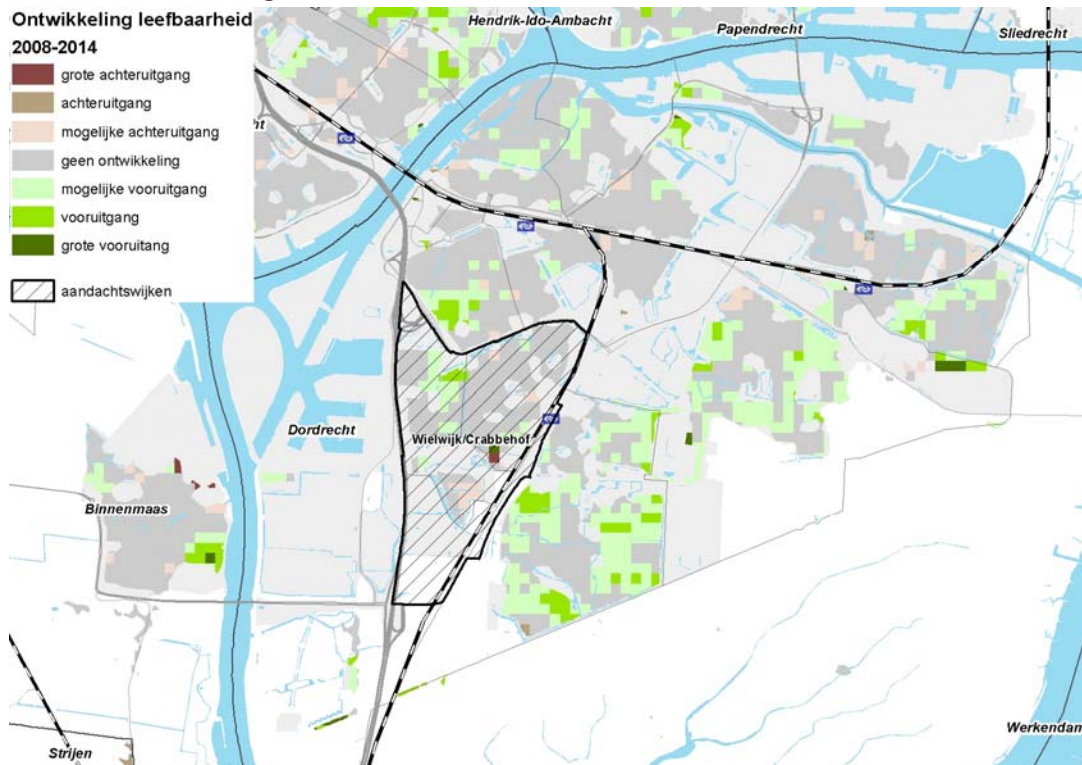 Ontwikkeling leefbaarheid
2008-2014
grote achteruitgang
achteruitgang
mogelijke achteruitgang
geen ontwikkeling
mogelijke vooruitgang
vooruitgang
grote vooruitang
aandachtswijken
Hendrik-Ido-Ambacht
Papendrecht
Sliedrecht
ht
Dordrecht
Wielwijk/Crabbehof
Binnenmaas
Strijen
Werkendam